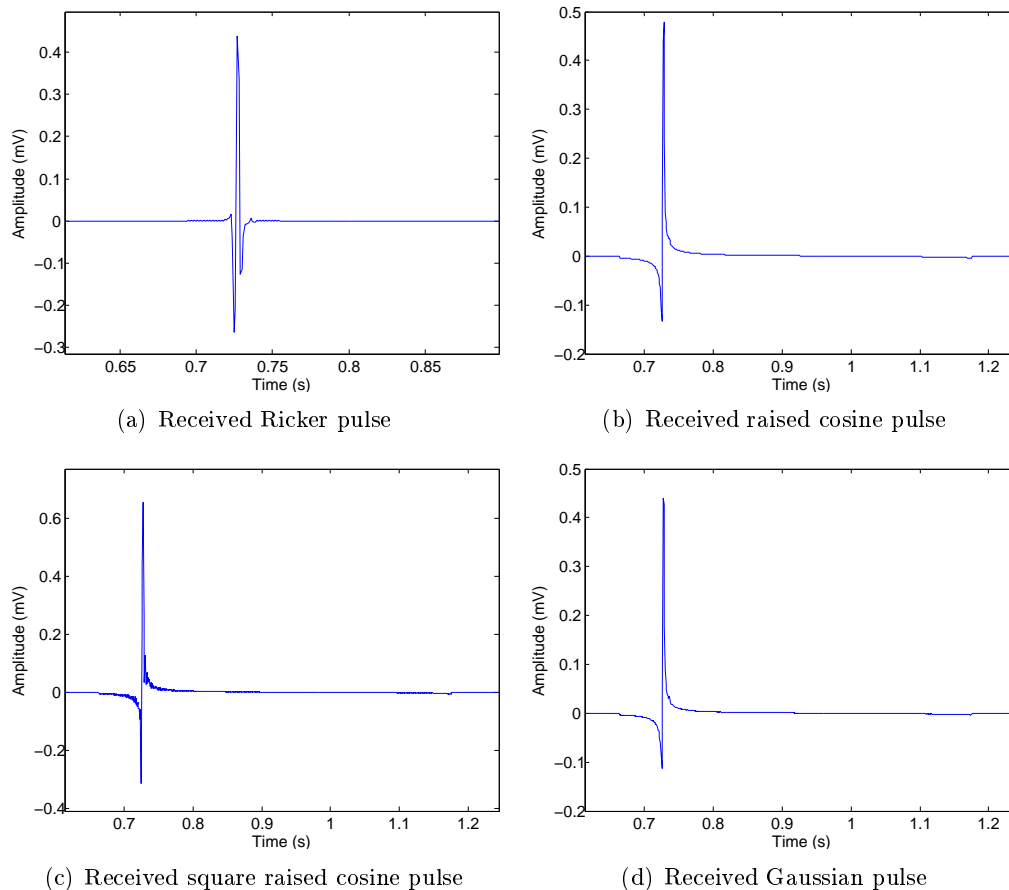 0.4
0.3
0.2
0.1
0
−0.1
−0.2
−0.3
Amplitude (mV)
0.65 0.7 0.75 0.8 0.85
Time (s)
(a) Received Ricker pulse
0.5
0.4
0.3
0.2
0.1
0
−0.1
−0.2
Amplitude (mV)
0.7 0.8 0.9 1 1.1 1.2
Time (s)
(b) Received raised cosine pulse
0.6
0.4
0.2
0
−0.2
−0.4
Amplitude (mV)
0.7 0.8 0.9 1 1.1 1.2
Time (s)
(c) Received square raised cosine pulse
0.5
0.4
0.3
0.2
0.1
0
−0.1
−0.2
Amplitude (mV)
0.7 0.8 0.9 1 1.1 1.2
Time (s)
(d) Received Gaussian pulse